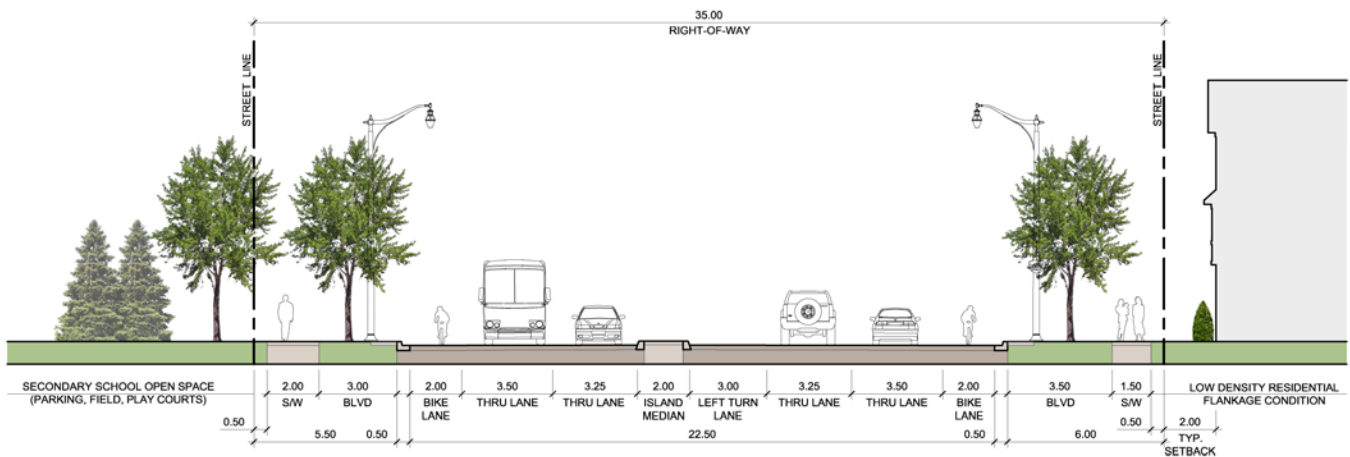 35.00
RIGHT-OF-WAY
STREET LINE
STREET LINE
SECONDARY SCHOOL OPEN SPACE
(PARKING, FIELD, PLAY COURTS)
2.00
S/W
3.00
BLVD
2.00
BIKE
LANE
3.50
THRU LANE
3.25
THRU LANE
2.00
ISLAND
MEDIAN
3.00
LEFT TURN
LANE
3.25
THRU LANE
3.50
THRU LANE
2.00
BIKE
LANE
3.50
BLVD
1.50
S/W
LOW DENSITY RESIDENTIAL
FLANKAGE CONDITION
0.50
0.50
2.00
5.50
0.50
22.50
0.50
6.00
TYP.
SETBACK